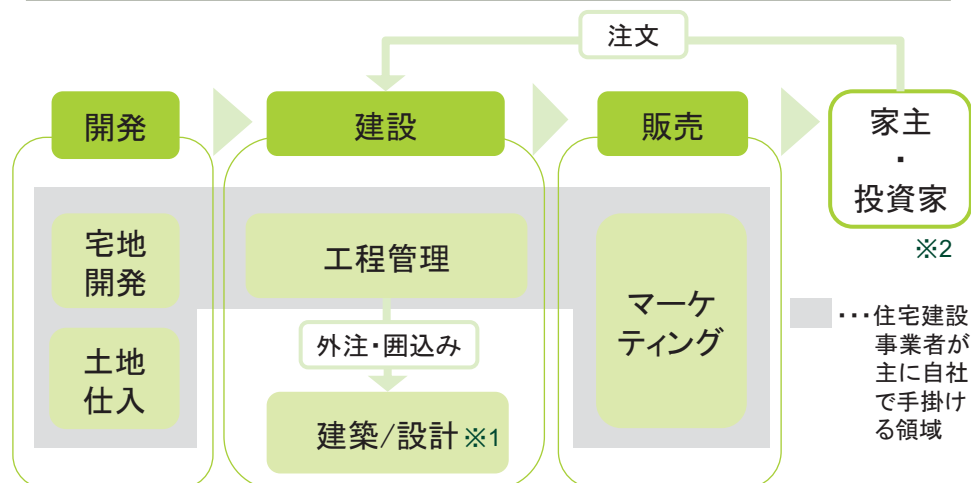 注文
開発
建設
販売
家主
・
投資家
※2
宅地
開発
土地
仕入
工程管理
外注・囲込み
建築/設計※1
マーケ
ティング
・・・住宅建設
事業者が
主に自社
で手掛け
る領域